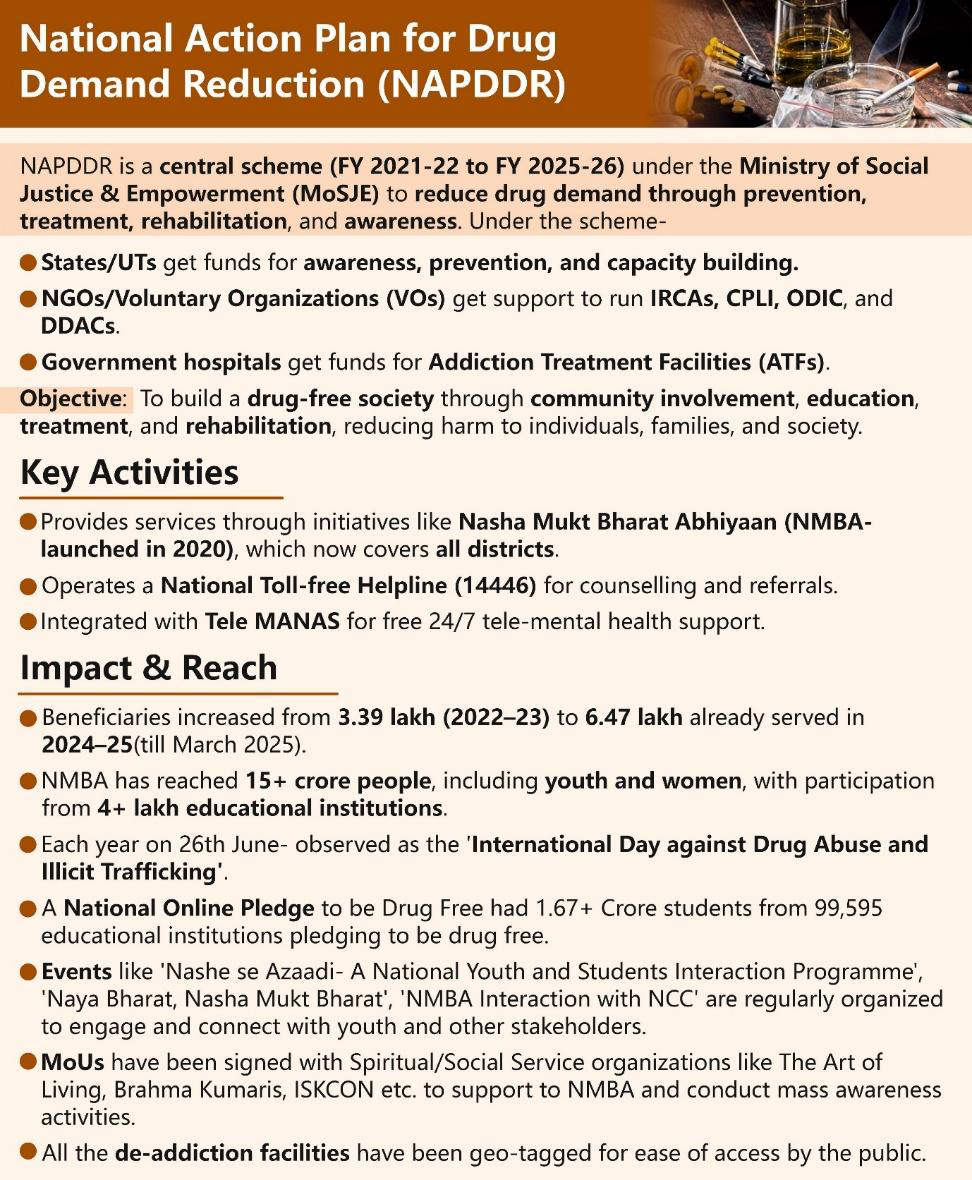 National Action Plan for Drug
Demand Reduction (NAPDDR)
NAPDDR is a central scheme (FY 2021-22 to FY 2025-26) under the Ministry of Social
Justice & Empowerment (MoSJE) to reduce drug demand through prevention,
treatment, rehabilitation, and awareness. Under the scheme-
● States/UTs get funds for awareness, prevention, and capacity building.
● NGOs/Voluntary Organizations (VOs) get support to run IRCAs, CPLI, ODIC, and
DDACs.
● Government hospitals get funds for Addiction Treatment Facilities (ATFs).
Objective: To build a drug-free society through community involvement, education,
treatment, and rehabilitation, reducing harm to individuals, families, and society.
Key Activities
● Provides services through initiatives like Nasha Mukt Bharat Abhiyaan (NMBA-
launched in 2020), which now covers all districts.
● Operates a National Toll-free Helpline (14446) for counselling and referrals.
● Integrated with Tele MANAS for free 24/7 tele-mental health support.
Impact & Reach
● Beneficiaries increased from 3.39 lakh (2022–23) to 6.47 lakh already served in
2024–25(till March 2025).
● NMBA has reached 15+ crore people, including youth and women, with participation
from 4+ lakh educational institutions.
● Each year on 26th June- observed as the 'International Day against Drug Abuse and
Illicit Trafficking'.
● A National Online Pledge to be Drug Free had 1.67+ Crore students from 99,595
educational institutions pledging to be drug free.
● Events like 'Nashe se Azaadi- A National Youth and Students Interaction Programme',
'Naya Bharat, Nasha Mukt Bharat', 'NMBA Interaction with NCC' are regularly organized
to engage and connect with youth and other stakeholders.
● MoUs have been signed with Spiritual/Social Service organizations like The Art of
Living, Brahma Kumaris, ISKCON etc. to support to NMBA and conduct mass awareness
activities.
● All the de-addiction facilities have been geo-tagged for ease of access by the public.